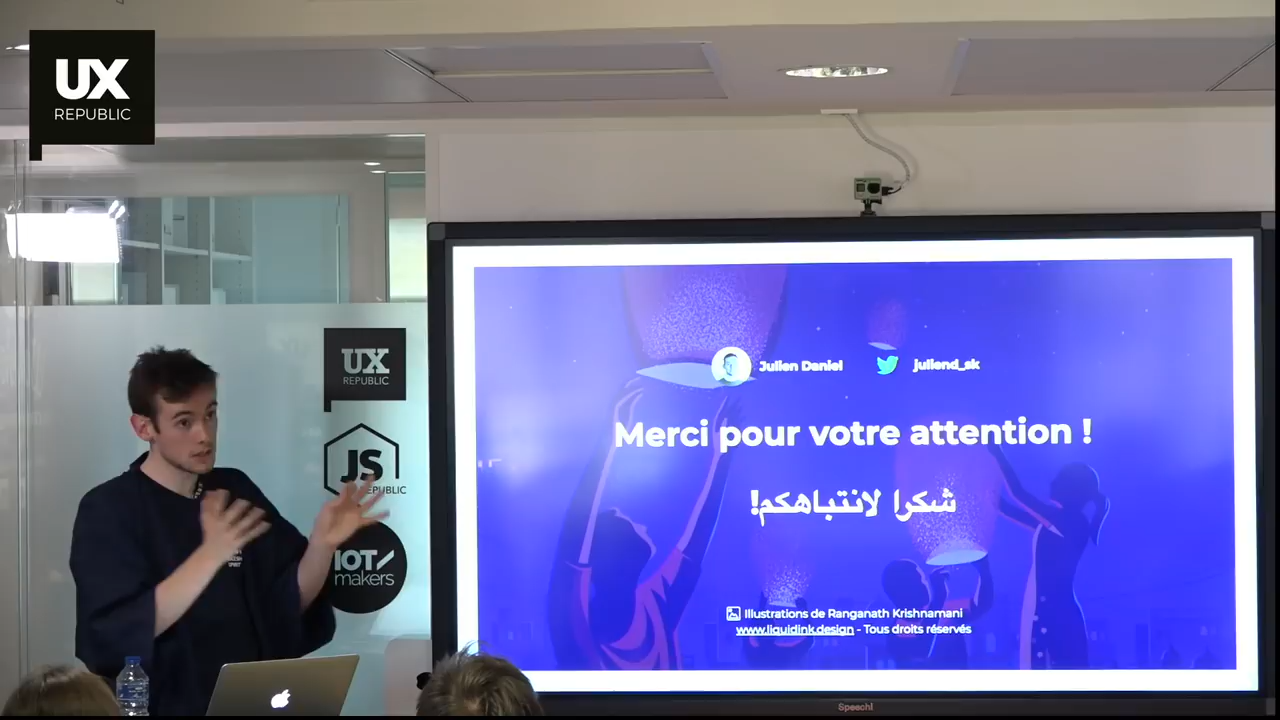 UX
REPUBLIC
UX
REPUBLIC
JS
REPUBLIC
IOT/
makers
Julien Daniel
juliend_sk
Merci pour votre attention !
شكرا لانتباهكم!
Illustrations de Ranganath Krishnamani
www.liquidink.design - Tous droits réservés
Speechi